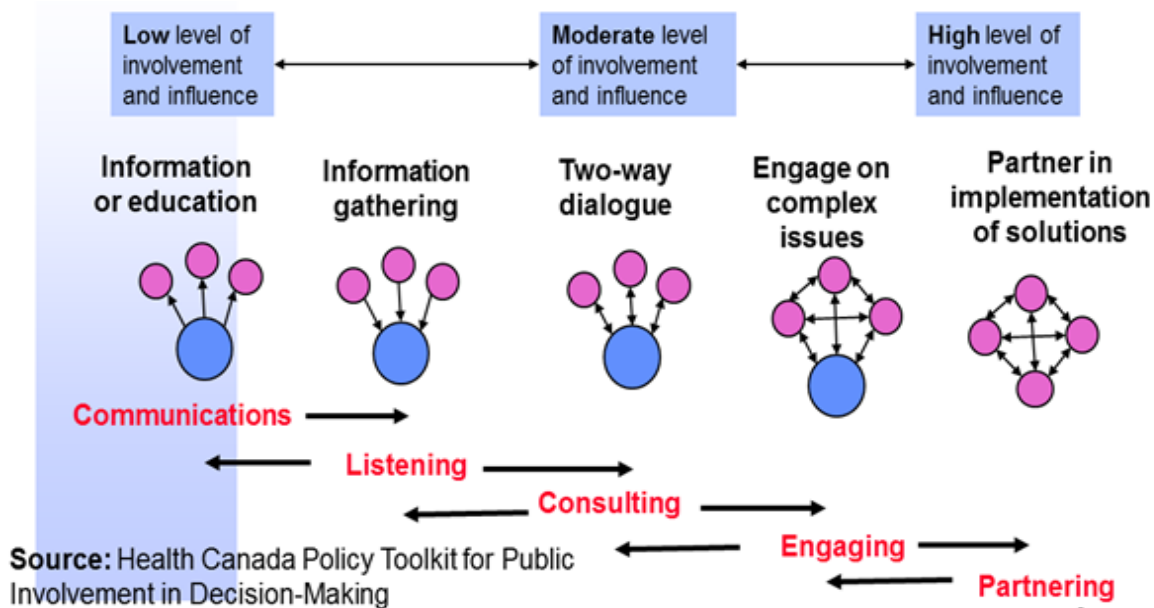 Low level of
involvement
and influence
Moderate level
of involvement
and influence
High level of
involvement
and influence
Information
or education
Information
gathering
Two-way
dialogue
Engage on
complex
issues
Partner in
implementation
of solutions
Communications
Listening
Consulting
Engaging
Partnering
Source: Health Canada Policy Toolkit for Public
Involvement in Decision-Making